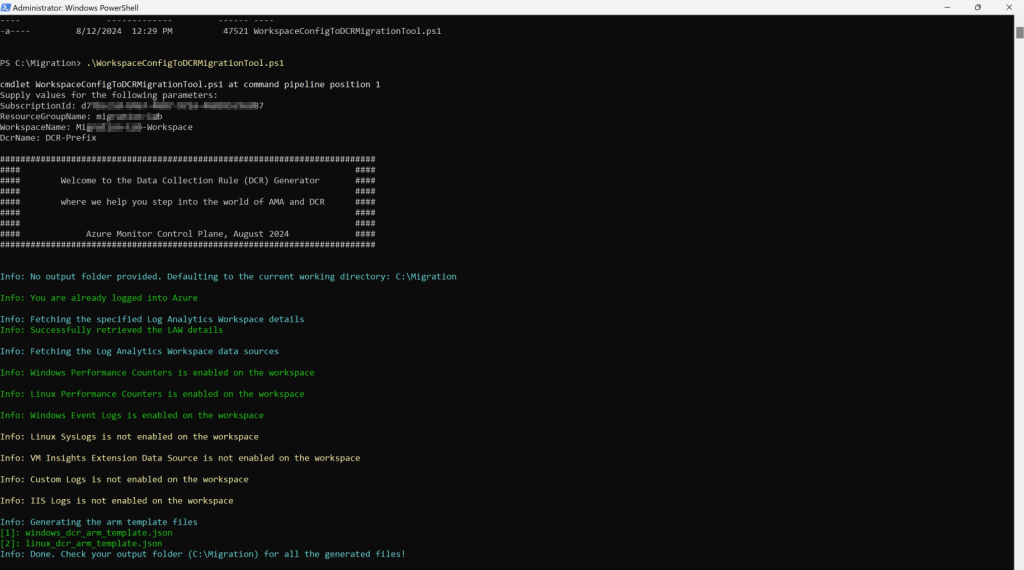 Administrator: Windows PowerShell
---- ------------- ------ ----
-a---- 8/12/2024 12:29 PM 47521 WorkspaceConfigToDCRMigrationTool.ps1
PS C:\Migration> .\WorkspaceConfigToDCRMigrationTool.ps1
cmdlet WorkspaceConfigToDCRMigrationTool.ps1 at command pipeline position 1
Supply values for the following parameters:
SubscriptionId:
ResourceGroupName:
WorkspaceName:
DcrName: DCR-Prefix
##########################################################################
#### ####
#### Welcome to the Data Collection Rule (DCR) Generator ####
#### ####
#### where we help you step into the world of AMA and DCR ####
#### ####
#### ####
#### Azure Monitor Control Plane, August 2024 ####
##########################################################################
Info: No output folder provided. Defaulting to the current working directory: C:\Migration
Info: You are already logged into Azure
Info: Fetching the specified Log Analytics Workspace details
Info: Successfully retrieved the LAW details
Info: Fetching the Log Analytics Workspace data sources
Info: Windows Performance Counters is enabled on the workspace
Info: Linux Performance Counters is enabled on the workspace
Info: Windows Event Logs is enabled on the workspace
Info: Linux SysLogs is not enabled on the workspace
Info: VM Insights Extension Data Source is not enabled on the workspace
Info: Custom Logs is not enabled on the workspace
Info: IIS Logs is not enabled on the workspace
Info: Generating the arm template files
[1]: windows_dcr_arm_template.json
[2]: linux_dcr_arm_template.json
Info: Done. Check your output folder (C:\Migration) for all the generated files!